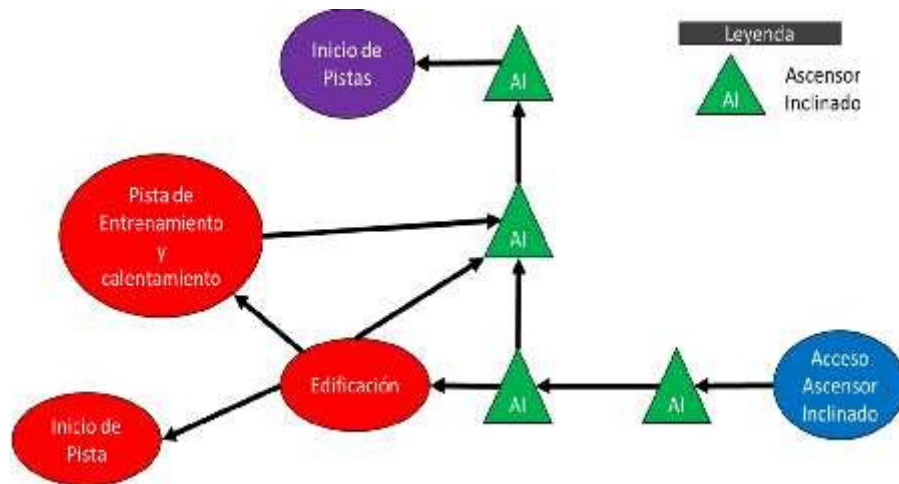 Inicio de
Pistas
AI
Leyenda
AI
Ascensor
Inclinado
Pista de
Entrenamiento
y
calentamiento
AI
Edificación
AI
AI
Acceso
Ascensor
Inclinado
Inicio de
Pista